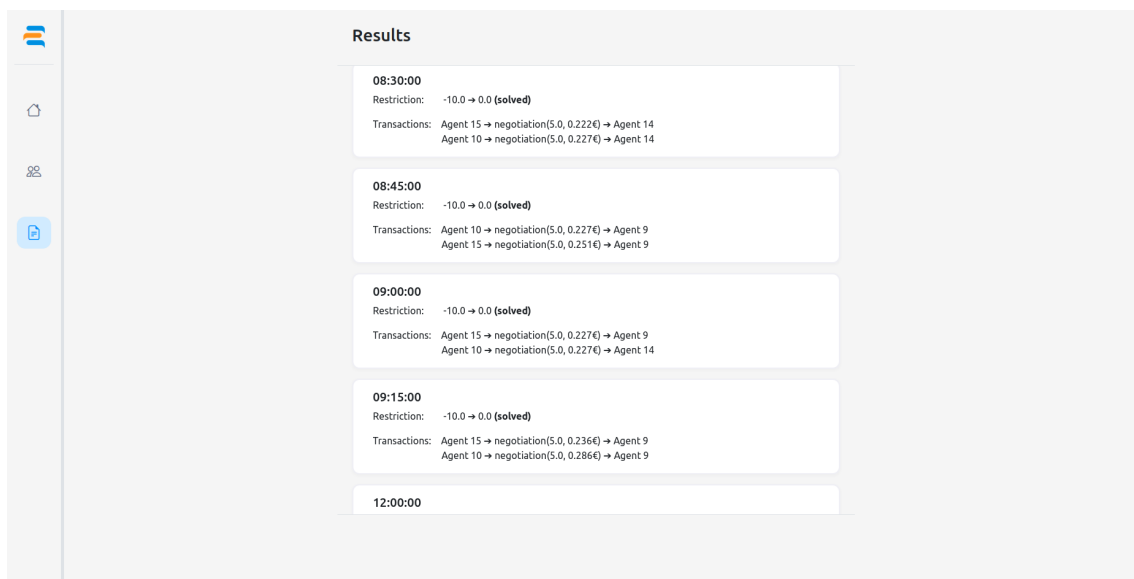 Results
08:30:00
Restriction: -10.0 → 0.0 (solved)
Transactions: Agent 15 → negotiation(5.0, 0.222€) → Agent 14
Agent 10 → negotiation(5.0, 0.227€) → Agent 14
08:45:00
Restriction: -10.0 → 0.0 (solved)
Transactions: Agent 10 → negotiation(5.0, 0.227€) → Agent 9
Agent 15 → negotiation(5.0, 0.251€) → Agent 9
09:00:00
Restriction: -10.0 → 0.0 (solved)
Transactions: Agent 15 → negotiation(5.0, 0.227€) → Agent 9
Agent 10 → negotiation(5.0, 0.227€) → Agent 14
09:15:00
Restriction: -10.0 → 0.0 (solved)
Transactions: Agent 15 → negotiation(5.0, 0.236€) → Agent 9
Agent 10 → negotiation(5.0, 0.286€) → Agent 9
12:00:00